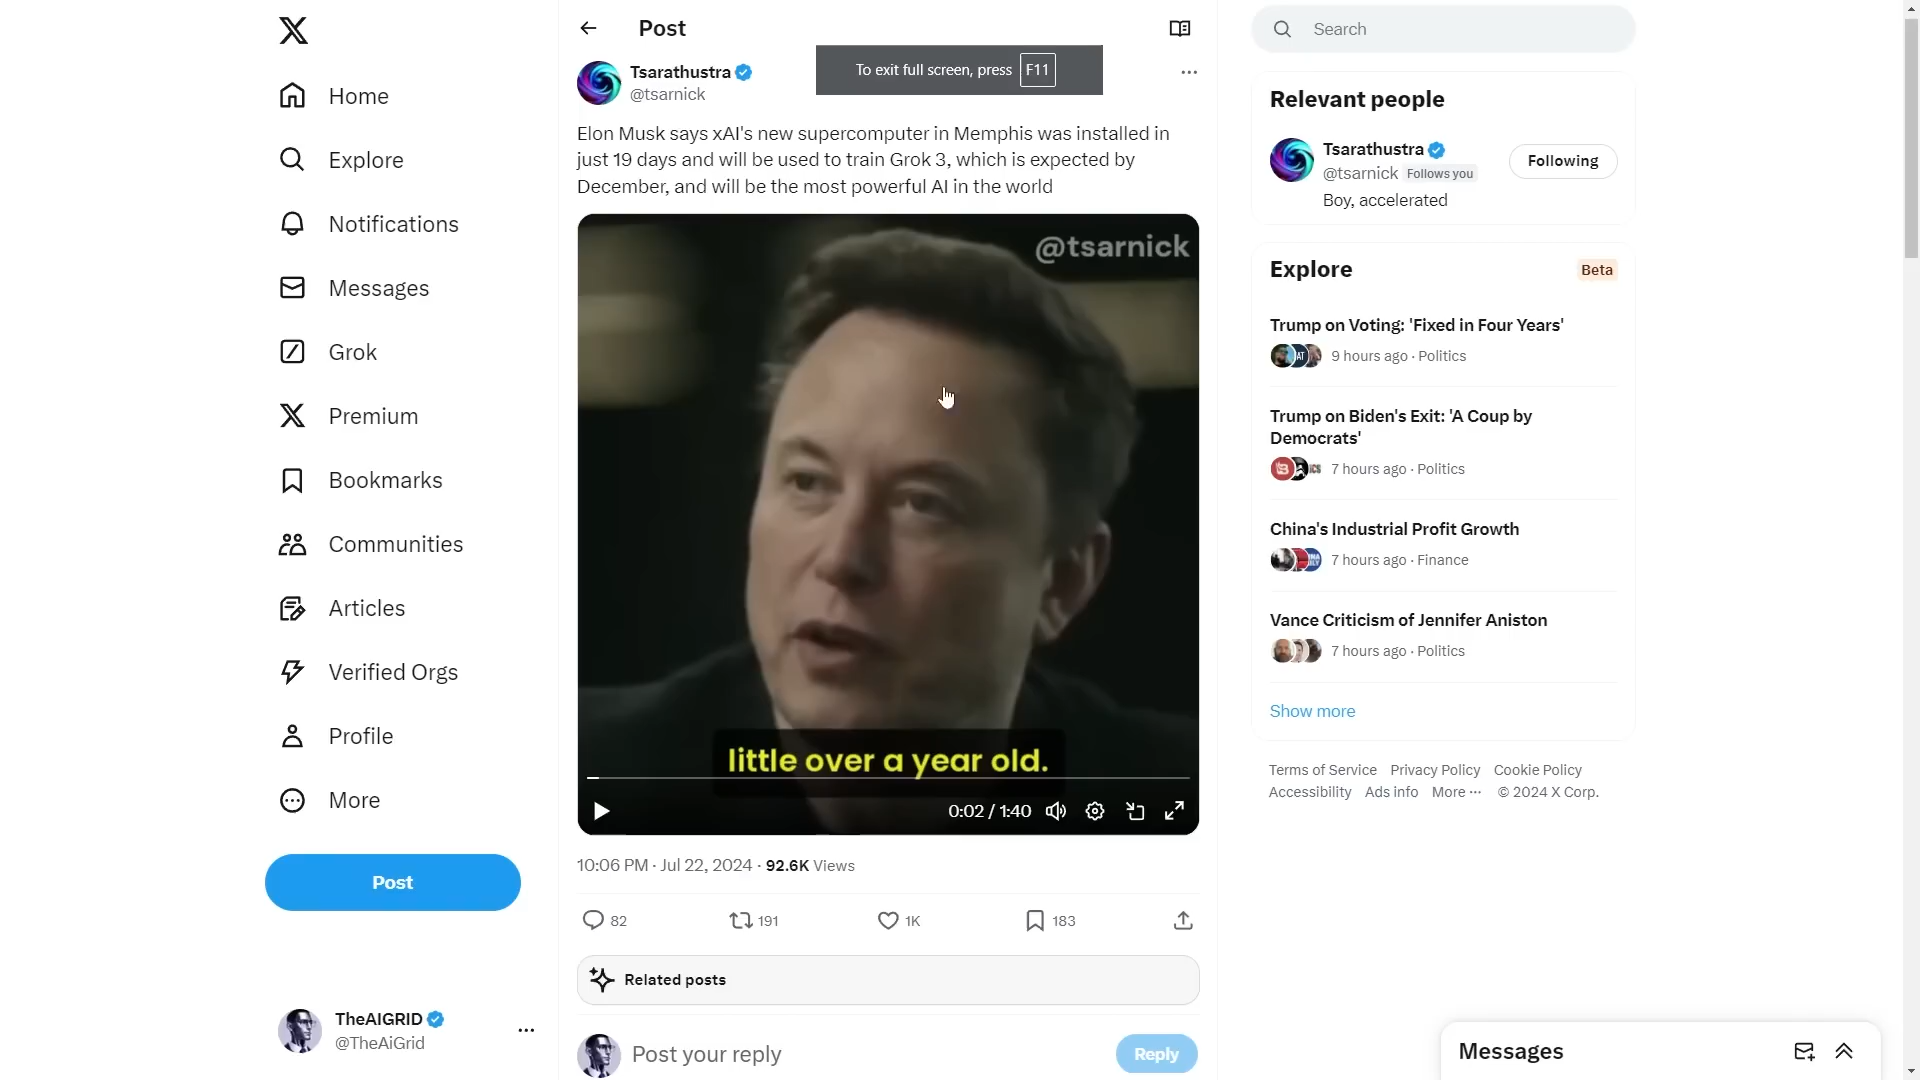 Home
Explore
Notifications
Messages
Grok
Premium
Bookmarks
Communities
Articles
Verified Orgs
Profile
More
Post
TheAIGRID
@TheAiGrid
Post
To exit full screen, press F11
Tsarathustra
@tsarnick
Elon Musk says xAI's new supercomputer in Memphis was installed in
just 19 days and will be used to train Grok 3, which is expected by
December, and will be the most powerful AI in the world
@tsarnick
little over a year old.
0:02 / 1:40
10:06 PM · Jul 22, 2024 · 92.6K Views
82 191 1K 183
Related posts
Post your reply
Reply
Search
Relevant people
Tsarathustra
@tsarnick Follows you
Following
Boy, accelerated
Explore
Beta
Trump on Voting: 'Fixed in Four Years'
9 hours ago · Politics
Trump on Biden's Exit: 'A Coup by
Democrats'
7 hours ago · Politics
China's Industrial Profit Growth
7 hours ago · Finance
Vance Criticism of Jennifer Aniston
7 hours ago · Politics
Show more
Terms of Service Privacy Policy Cookie Policy
Accessibility Ads info More ··· © 2024 X Corp.
Messages